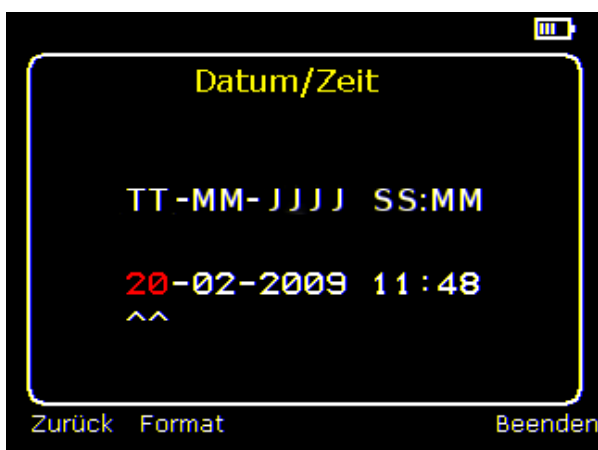 Datum/Zeit
TT-MM-JJJJ SS:MM
20-02-2009 11:48
^^
Zurück Format Beenden